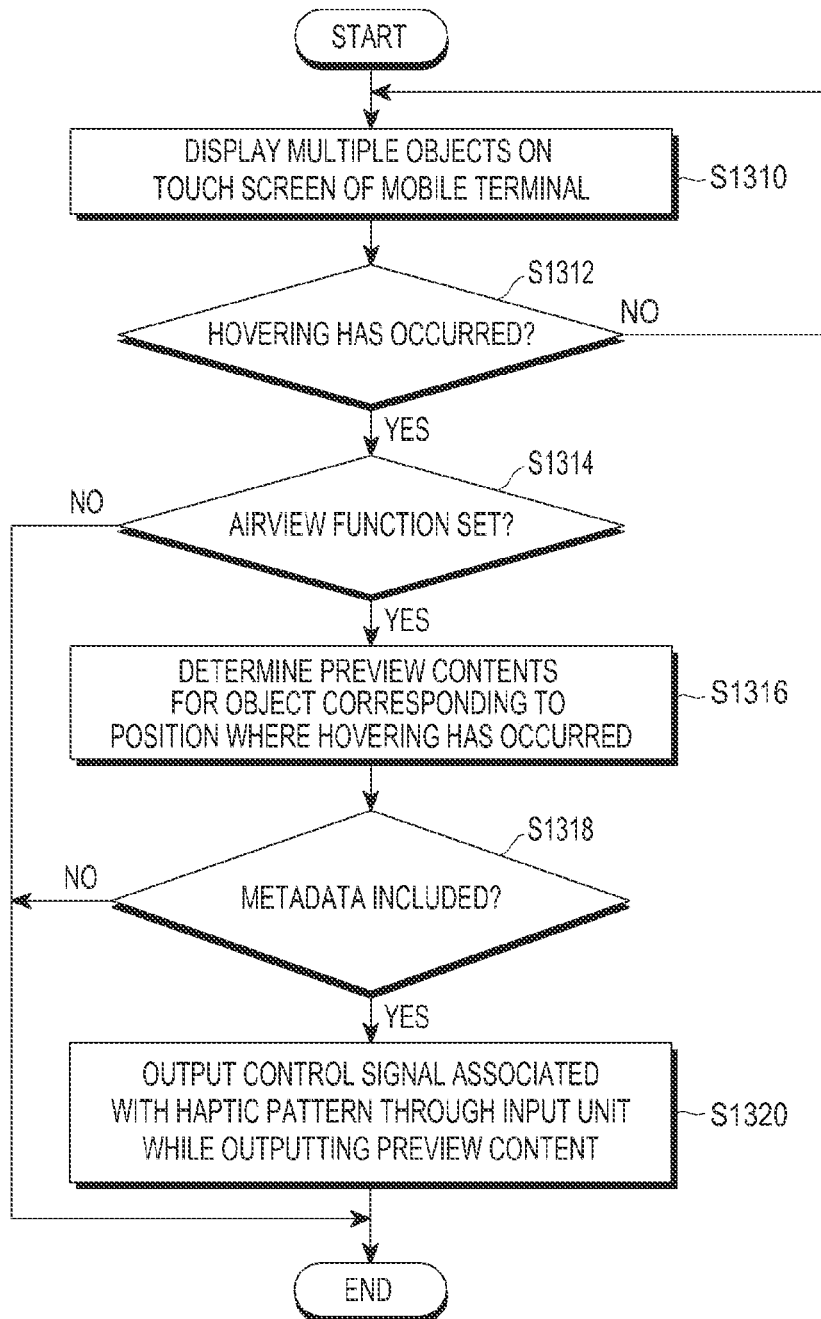 START
DISPLAY MULTIPLE OBJECTS ON
TOUCH SCREEN OF MOBILE TERMINAL
S1310
S1312
HOVERING HAS OCCURRED?
NO
YES
S1314
NO
AIRVIEW FUNCTION SET?
YES
DETERMINE PREVIEW CONTENTS
FOR OBJECT CORRESPONDING TO
POSITION WHERE HOVERING HAS OCCURRED
S1316
S1318
NO
METADATA INCLUDED?
YES
OUTPUT CONTROL SIGNAL ASSOCIATED
WITH HAPTIC PATTERN THROUGH INPUT UNIT
WHILE OUTPUTTING PREVIEW CONTENT
S1320
END